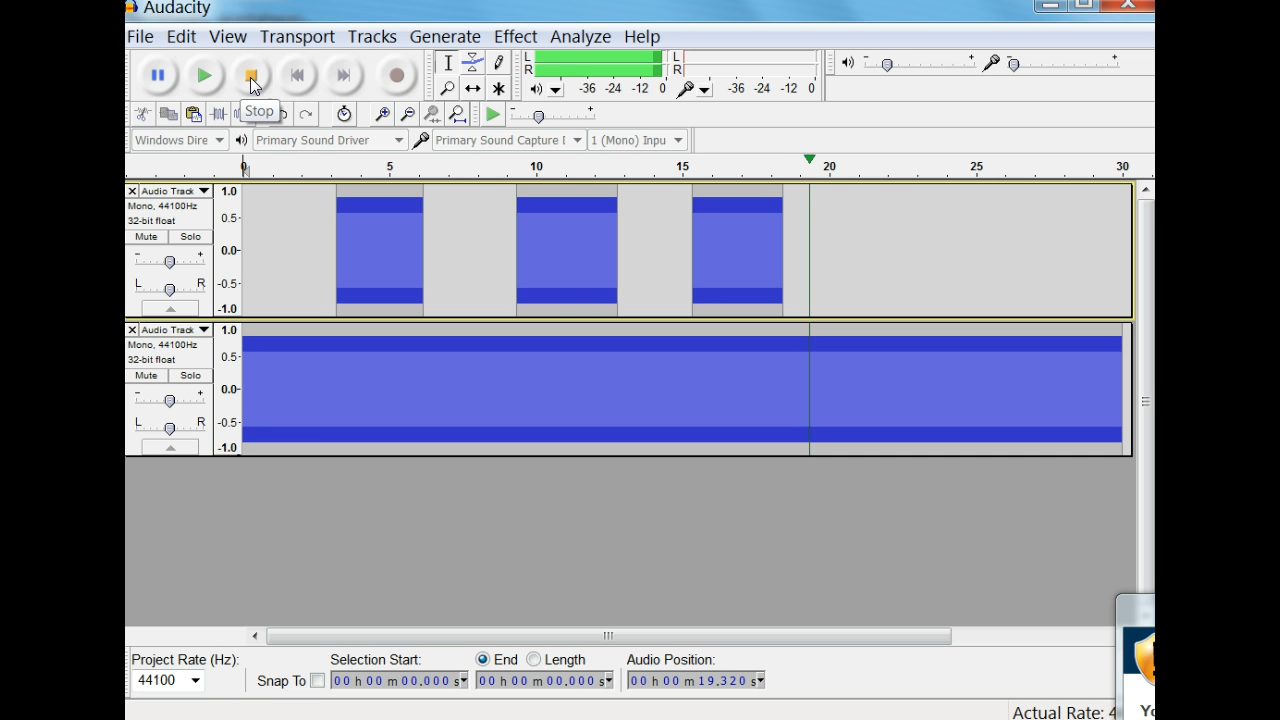 Audacity
File Edit View Transport Tracks Generate Effect Analyze Help
L R -36 -24 -12 0 L R -36 -24 -12 0
Stop
Windows Dire Primary Sound Driver Primary Sound Capture 1 (Mono) Inpu
0 5 10 15 20 25 30
Audio Track
Mono, 44100Hz
32-bit float
Mute Solo
- +
L R
1.0
0.5-
0.0-
-0.5-
-1.0
Audio Track
Mono, 44100Hz
32-bit float
Mute Solo
- +
L R
1.0
0.5-
0.0-
-0.5-
-1.0
Project Rate (Hz): Selection Start: End Length Audio Position:
44100 Snap To 00 h 00 m 00.000 s 00 h 00 m 00.000 s 00 h 00 m 19.320 s
Actual Rate: 4